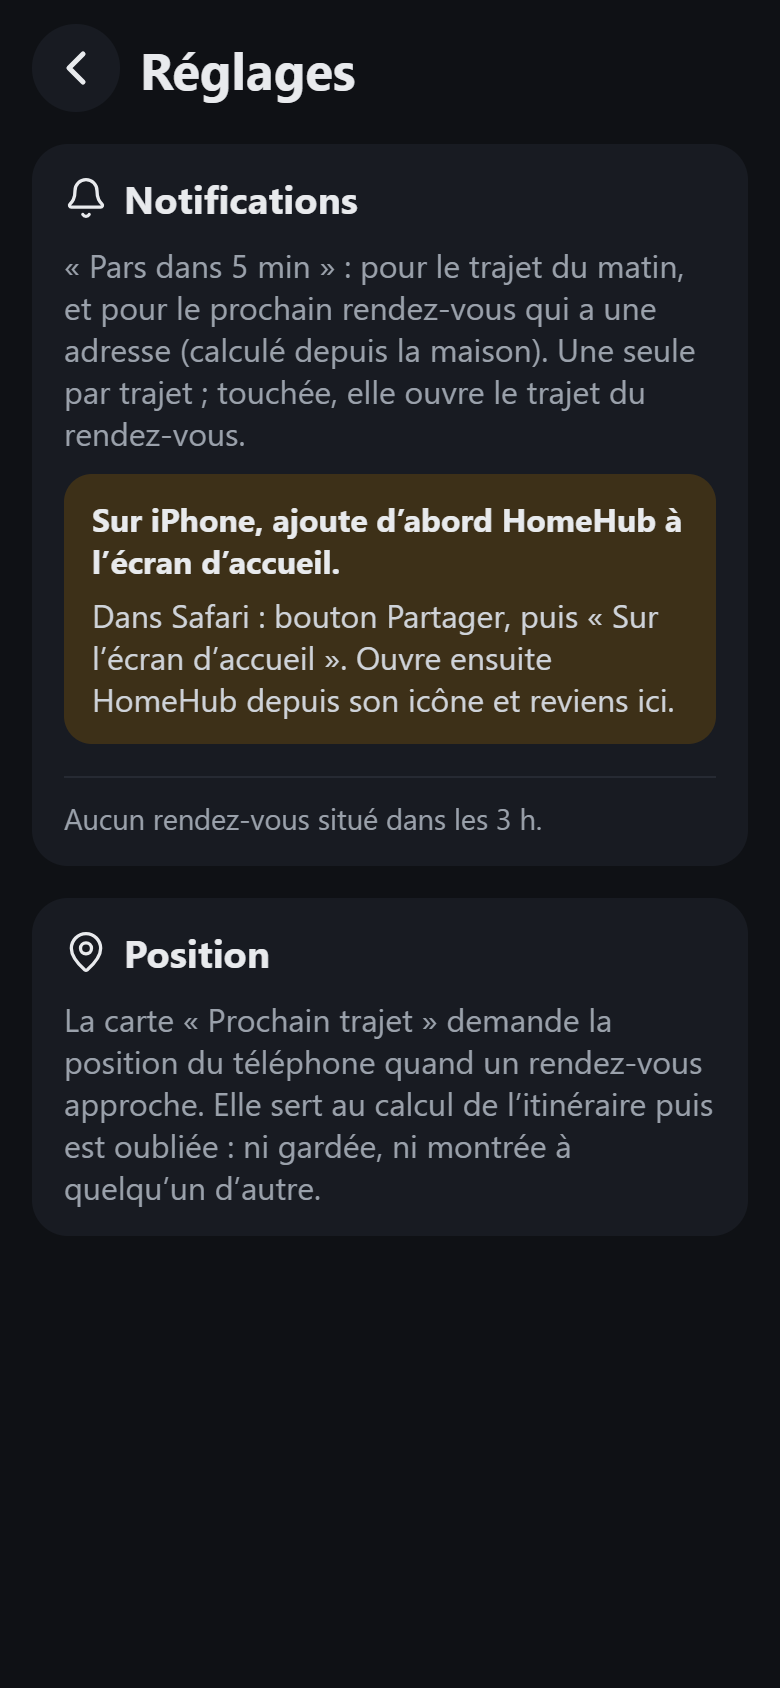 Réglages
Notifications
« Pars dans 5 min » : pour le trajet du matin,
et pour le prochain rendez-vous qui a une
adresse (calculé depuis la maison). Une seule
par trajet ; touchée, elle ouvre le trajet du
rendez-vous.
Sur iPhone, ajoute d’abord HomeHub à
l’écran d’accueil.
Dans Safari : bouton Partager, puis « Sur
l’écran d’accueil ». Ouvre ensuite
HomeHub depuis son icône et reviens ici.
Aucun rendez-vous situé dans les 3 h.
Position
La carte « Prochain trajet » demande la
position du téléphone quand un rendez-vous
approche. Elle sert au calcul de l’itinéraire puis
est oubliée : ni gardée, ni montrée à
quelqu’un d’autre.